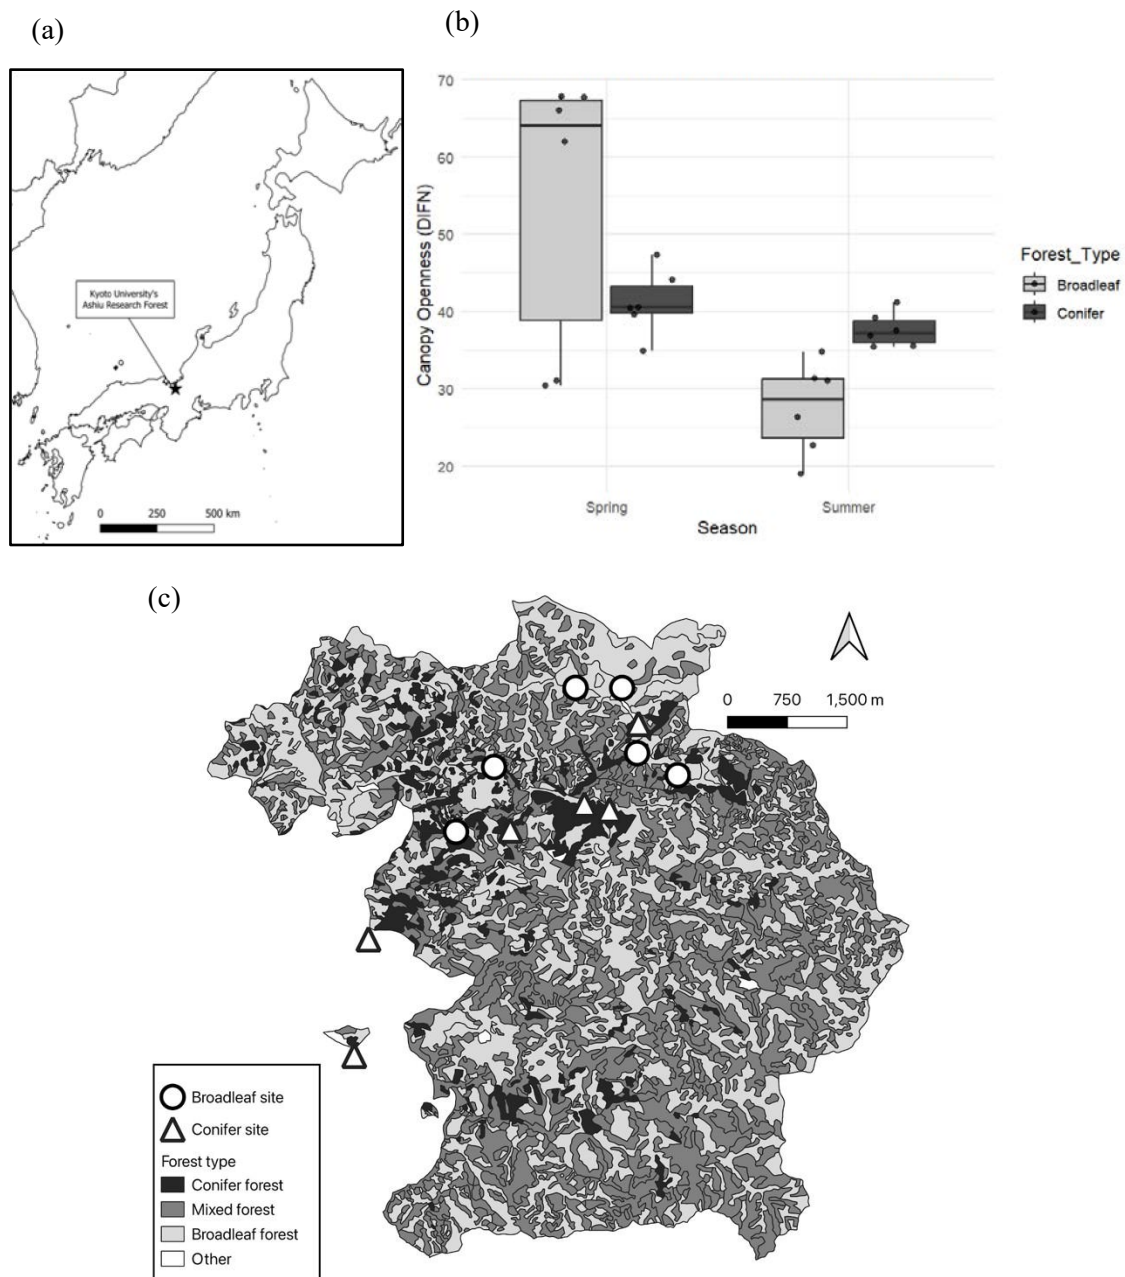 (a)
Kyoto University's
Ashiu Research Forest
0 250 500 km
(b)
Canopy Openness (DIFN)
70
60
50
40
30
20
Spring Summer
Season
Forest_Type
Broadleaf
Conifer
(c)
0 750 1,500 m
Broadleaf site
Conifer site
Forest type
Conifer forest
Mixed forest
Broadleaf forest
Other